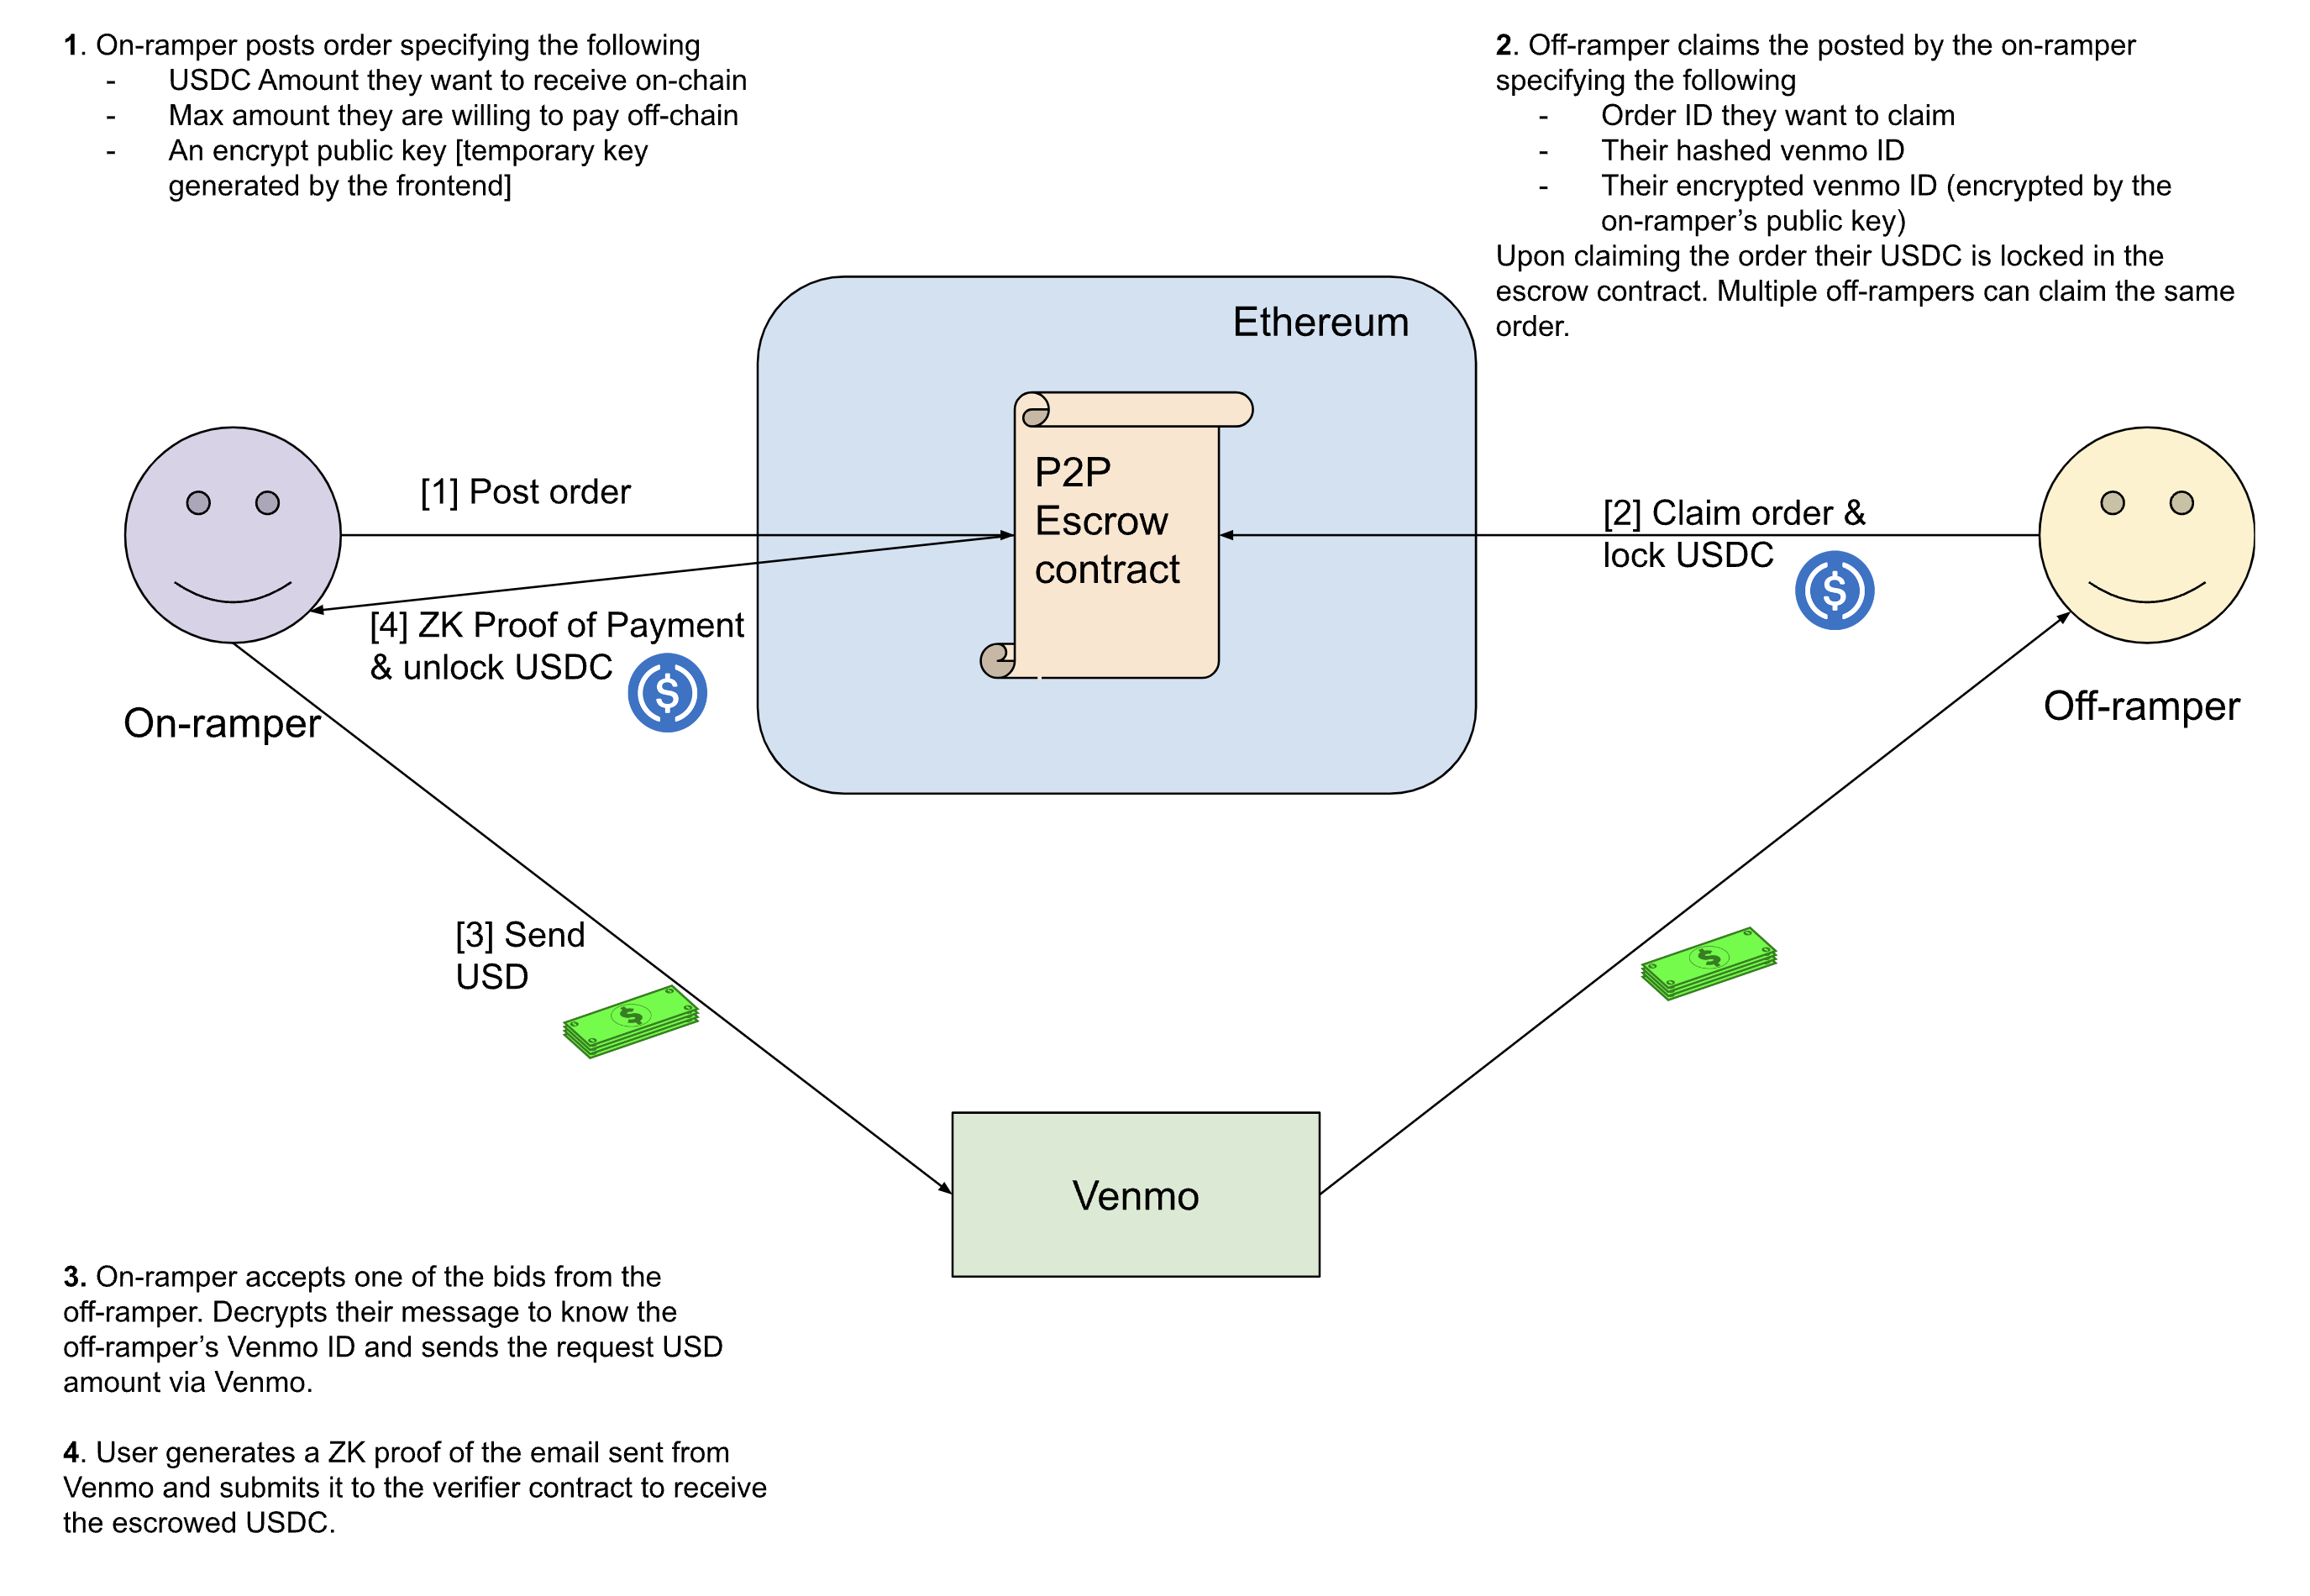 1. On-ramper posts order specifying the following
- USDC Amount they want to receive on-chain
- Max amount they are willing to pay off-chain
- An encrypt public key [temporary key
generated by the frontend]
2. Off-ramper claims the posted by the on-ramper
specifying the following
- Order ID they want to claim
- Their hashed venmo ID
- Their encrypted venmo ID (encrypted by the
on-ramper’s public key)
Upon claiming the order their USDC is locked in the
escrow contract. Multiple off-rampers can claim the same
order.
Ethereum
P2P
Escrow
contract
[1] Post order
[2] Claim order &
lock USDC
[4] ZK Proof of Payment
& unlock USDC
On-ramper
Off-ramper
[3] Send
USD
Venmo
3. On-ramper accepts one of the bids from the
off-ramper. Decrypts their message to know the
off-ramper’s Venmo ID and sends the request USD
amount via Venmo.
4. User generates a ZK proof of the email sent from
Venmo and submits it to the verifier contract to receive
the escrowed USDC.